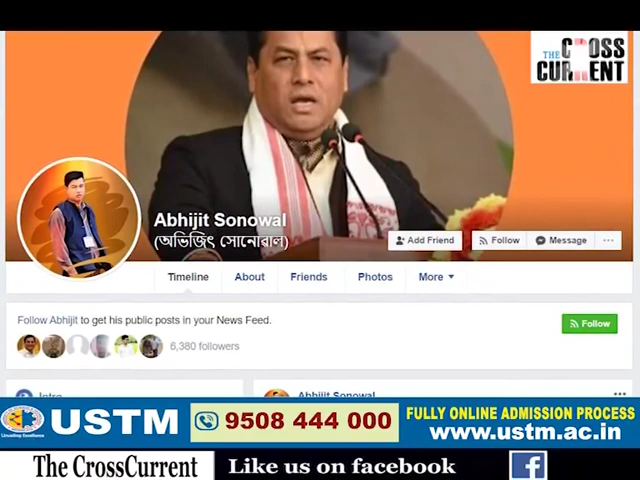 THE CROSS
CURRENT
Abhijit Sonowal
(অভিজিৎ সোনোৱাল)
Add Friend
Follow
Message
Timeline
About
Friends
Photos
More
Follow Abhijit to get his public posts in your News Feed.
Follow
6,380 followers
Intro
Abhijit Sonowal
USTM
9508 444 000
FULLY ONLINE ADMISSION PROCESS
www.ustm.ac.in
The CrossCurrent
Like us on facebook
f